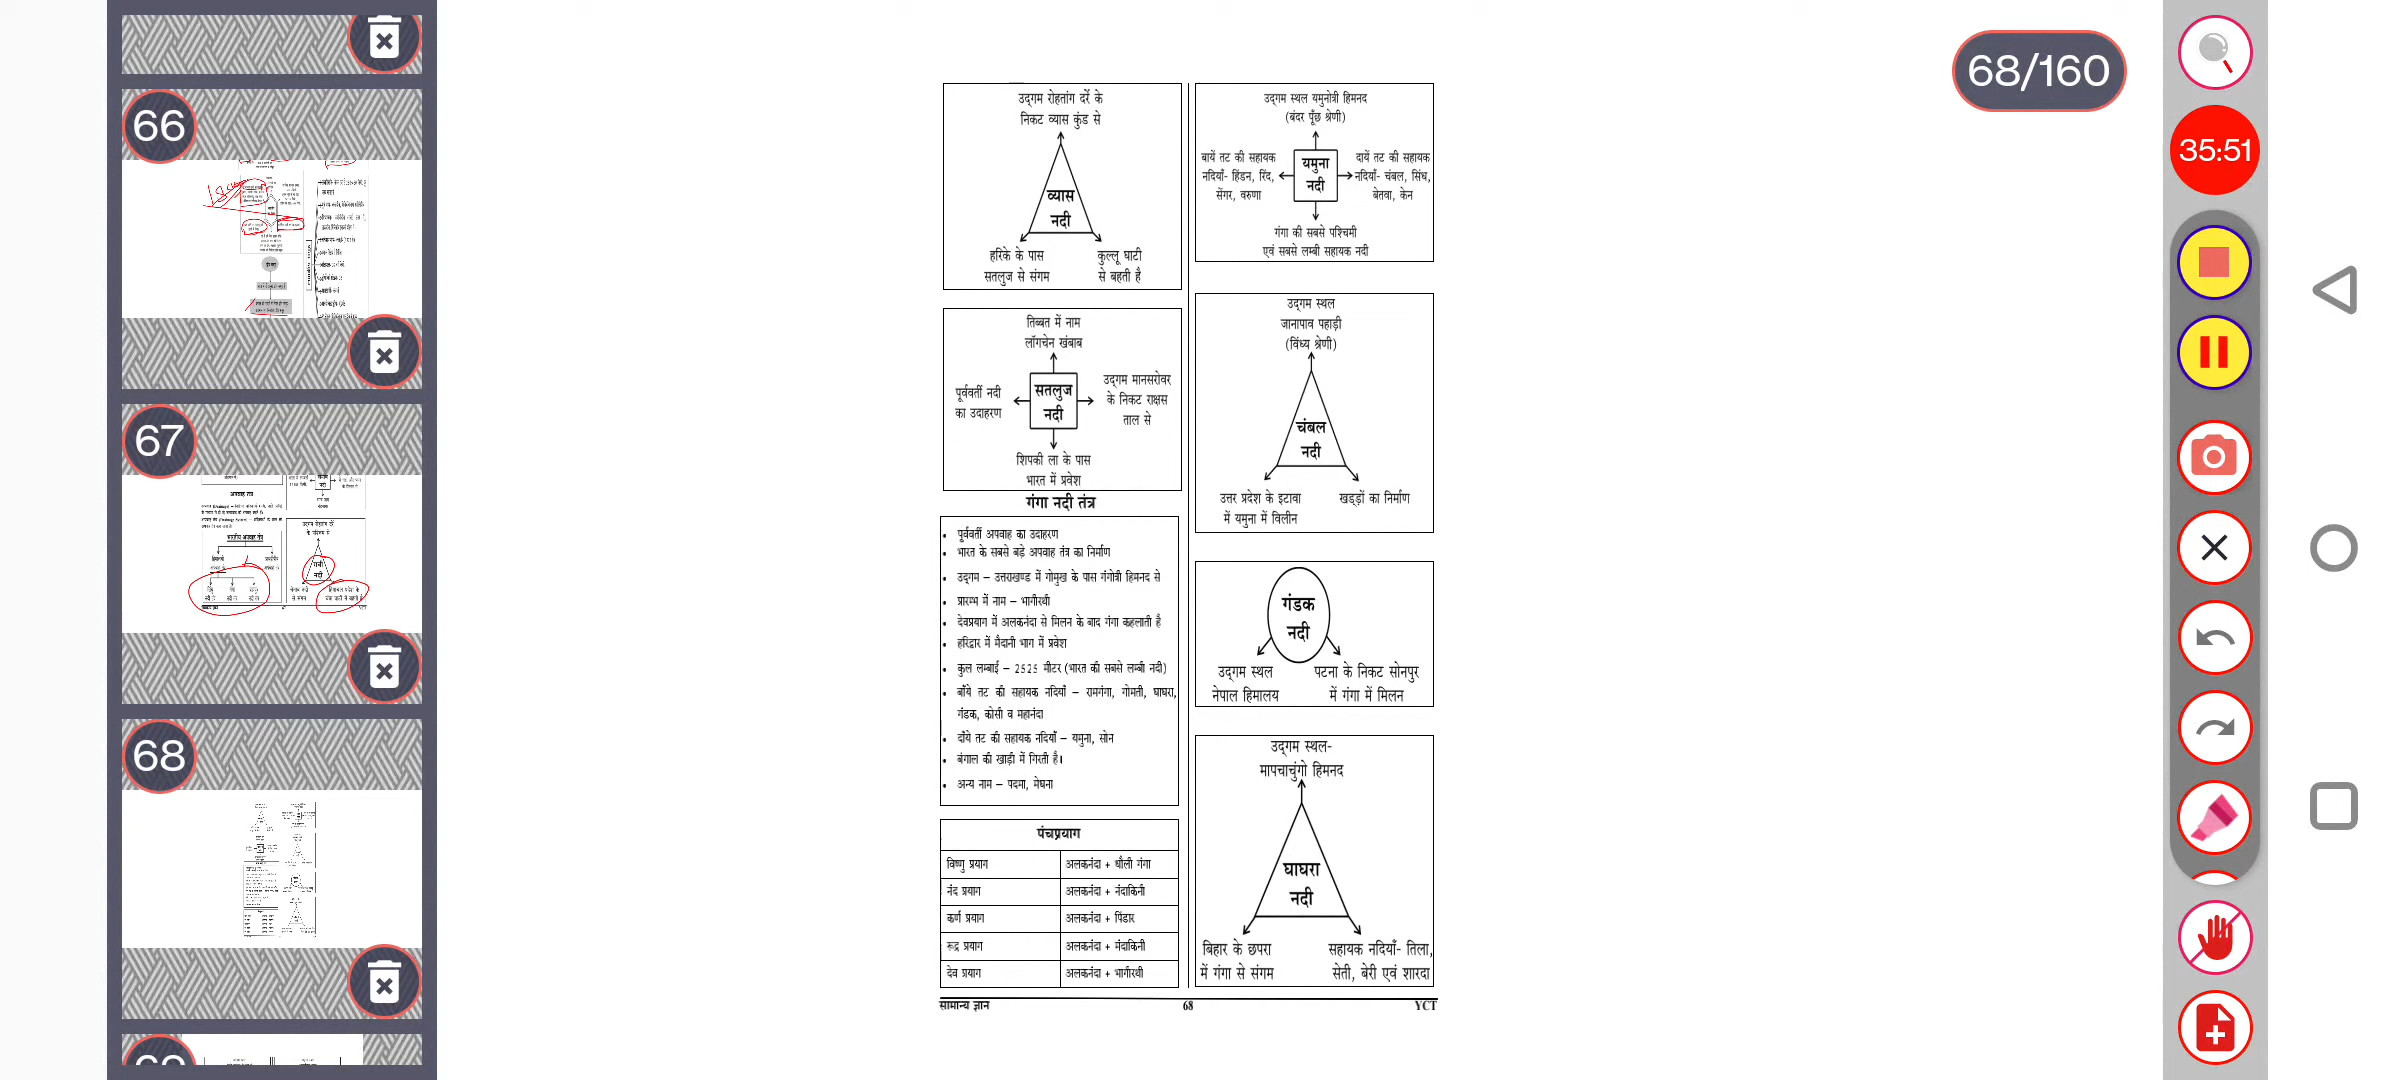 66
67
68
68/160
35:51
उद्गम रोहतांग दर्रे के
निकट व्यास कुंड से
व्यास
नदी
हरिके के पास
सतलुज से संगम
कुल्लू घाटी
से बहती है
तिब्बत में नाम
लॉगचेन खंबाब
पूर्ववर्ती नदी
का उदाहरण
सतलुज
नदी
उद्गम मानसरोवर
के निकट राक्षस
ताल से
शिपकी ला के पास
भारत में प्रवेश
गंगा नदी तंत्र
• पूर्ववर्ती अपवाह का उदाहरण
• भारत के सबसे बड़े अपवाह तंत्र का निर्माण
• उद्गम – उत्तराखण्ड में गोमुख के पास गंगोत्री हिमनद से
• प्रारम्भ में नाम – भागीरथी
• देवप्रयाग में अलकनंदा से मिलन के बाद गंगा कहलाती है
• हरिद्वार में मैदानी भाग में प्रवेश
• कुल लम्बाई – 2525 मीटर (भारत की सबसे लम्बी नदी)
• बाँये तट की सहायक नदियाँ – रामगंगा, गोमती, घाघरा,
गंडक, कोसी व महानंदा
• दाँये तट की सहायक नदियाँ – यमुना, सोन
• बंगाल की खाड़ी में गिरती है।
• अन्य नाम – पदमा, मेघना
पंचप्रयाग
विष्णु प्रयाग अलकनंदा + धौली गंगा
नंद प्रयाग अलकनंदा + नंदाकिनी
कर्ण प्रयाग अलकनंदा + पिंडार
रूद्र प्रयाग अलकनंदा + मंदाकिनी
देव प्रयाग अलकनंदा + भागीरथी
उद्गम स्थल यमुनोत्री हिमनद
(बंदर पूँछ श्रेणी)
बायें तट की सहायक
नदियाँ- हिंडन, रिंद,
सेंगर, वरुणा
यमुना
नदी
दायें तट की सहायक
नदियाँ- चंबल, सिंध,
बेतवा, केन
गंगा की सबसे पश्चिमी
एवं सबसे लम्बी सहायक नदी
उद्गम स्थल
जानापाव पहाड़ी
(विंध्य श्रेणी)
चंबल
नदी
उत्तर प्रदेश के इटावा
में यमुना में विलीन
खड्ड़ों का निर्माण
गंडक
नदी
उद्गम स्थल
नेपाल हिमालय
पटना के निकट सोनपुर
में गंगा में मिलन
उद्गम स्थल-
मापचाचुंगो हिमनद
घाघरा
नदी
बिहार के छपरा
में गंगा से संगम
सहायक नदियाँ- तिला,
सेती, बेरी एवं शारदा
सामान्य ज्ञान 68 YCT